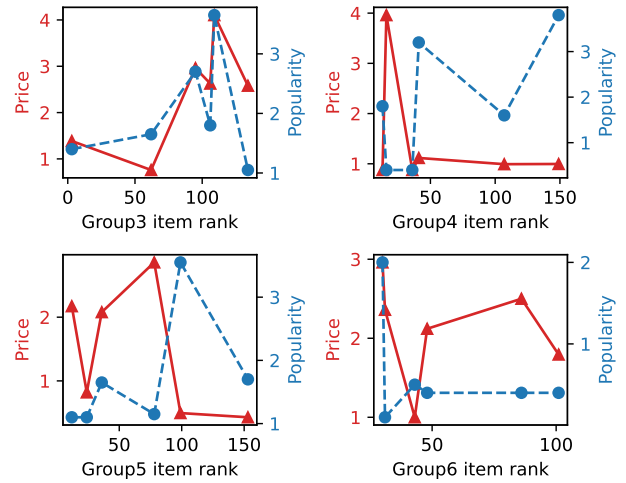 4
3
2
1
Price
3
2
1
Popularity
0 50 100
Group3 item rank
4
3
2
1
Price
3
2
1
Popularity
50 100 150
Group4 item rank
2
1
Price
3
2
1
Popularity
50 100 150
Group5 item rank
3
2
1
Price
2
1
Popularity
50 100
Group6 item rank